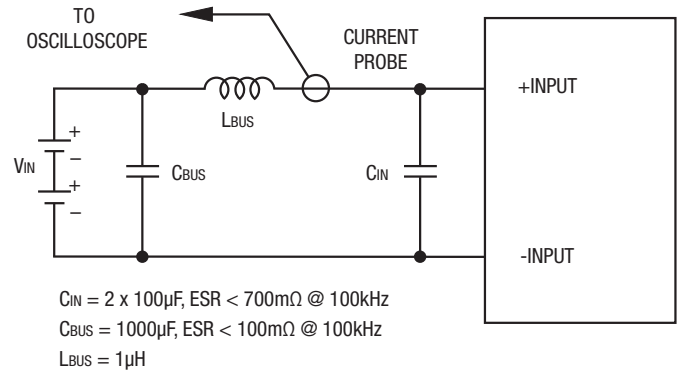 TO
OSCILLOSCOPE
CURRENT
PROBE
+INPUT
LBUS
+
VIN
–
+
–
CBUS
CIN
-INPUT
CIN = 2 x 100µF, ESR < 700mΩ @ 100kHz
CBUS = 1000µF, ESR < 100mΩ @ 100kHz
LBUS = 1µH